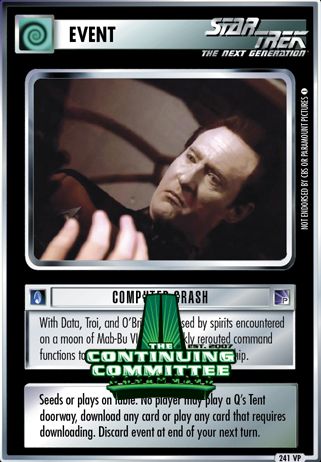 EVENT
STAR TREK
THE NEXT GENERATION
NOT ENDORSED BY CBS OR PARAMOUNT PICTURES
COMPUTER CRASH
P
With Data, Troi, and O'B sed by spirits encountered
on a moon of Mab-Bu V kly rerouted command
functions to ship.
EST. 2007
THE
CONTINUING
COMMITTEE
Seeds or plays on table. No player may play a Q's Tent
doorway, download any card or play any card that requires
downloading. Discard event at end of your next turn.
241 VP